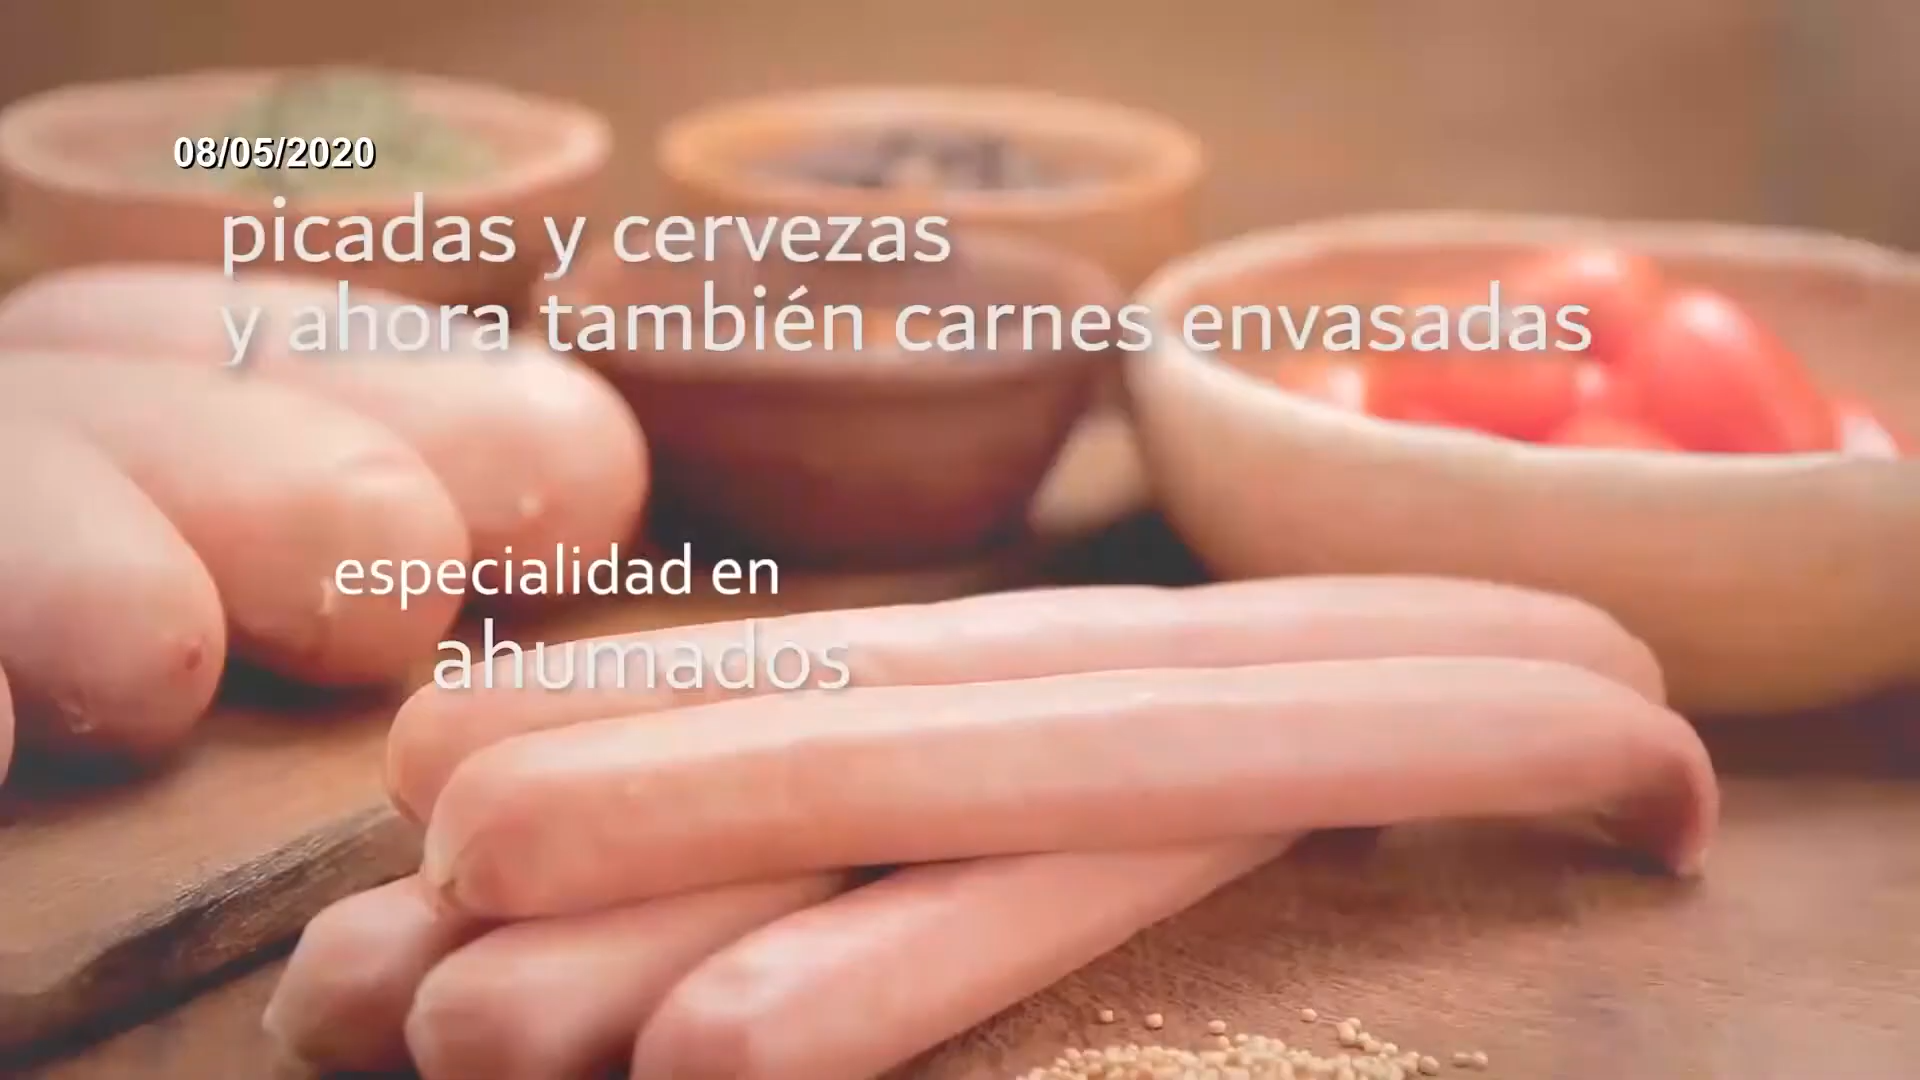 08/05/2020
picadas y cervezas
y ahora también carnes envasadas
especialidad en
ahumados